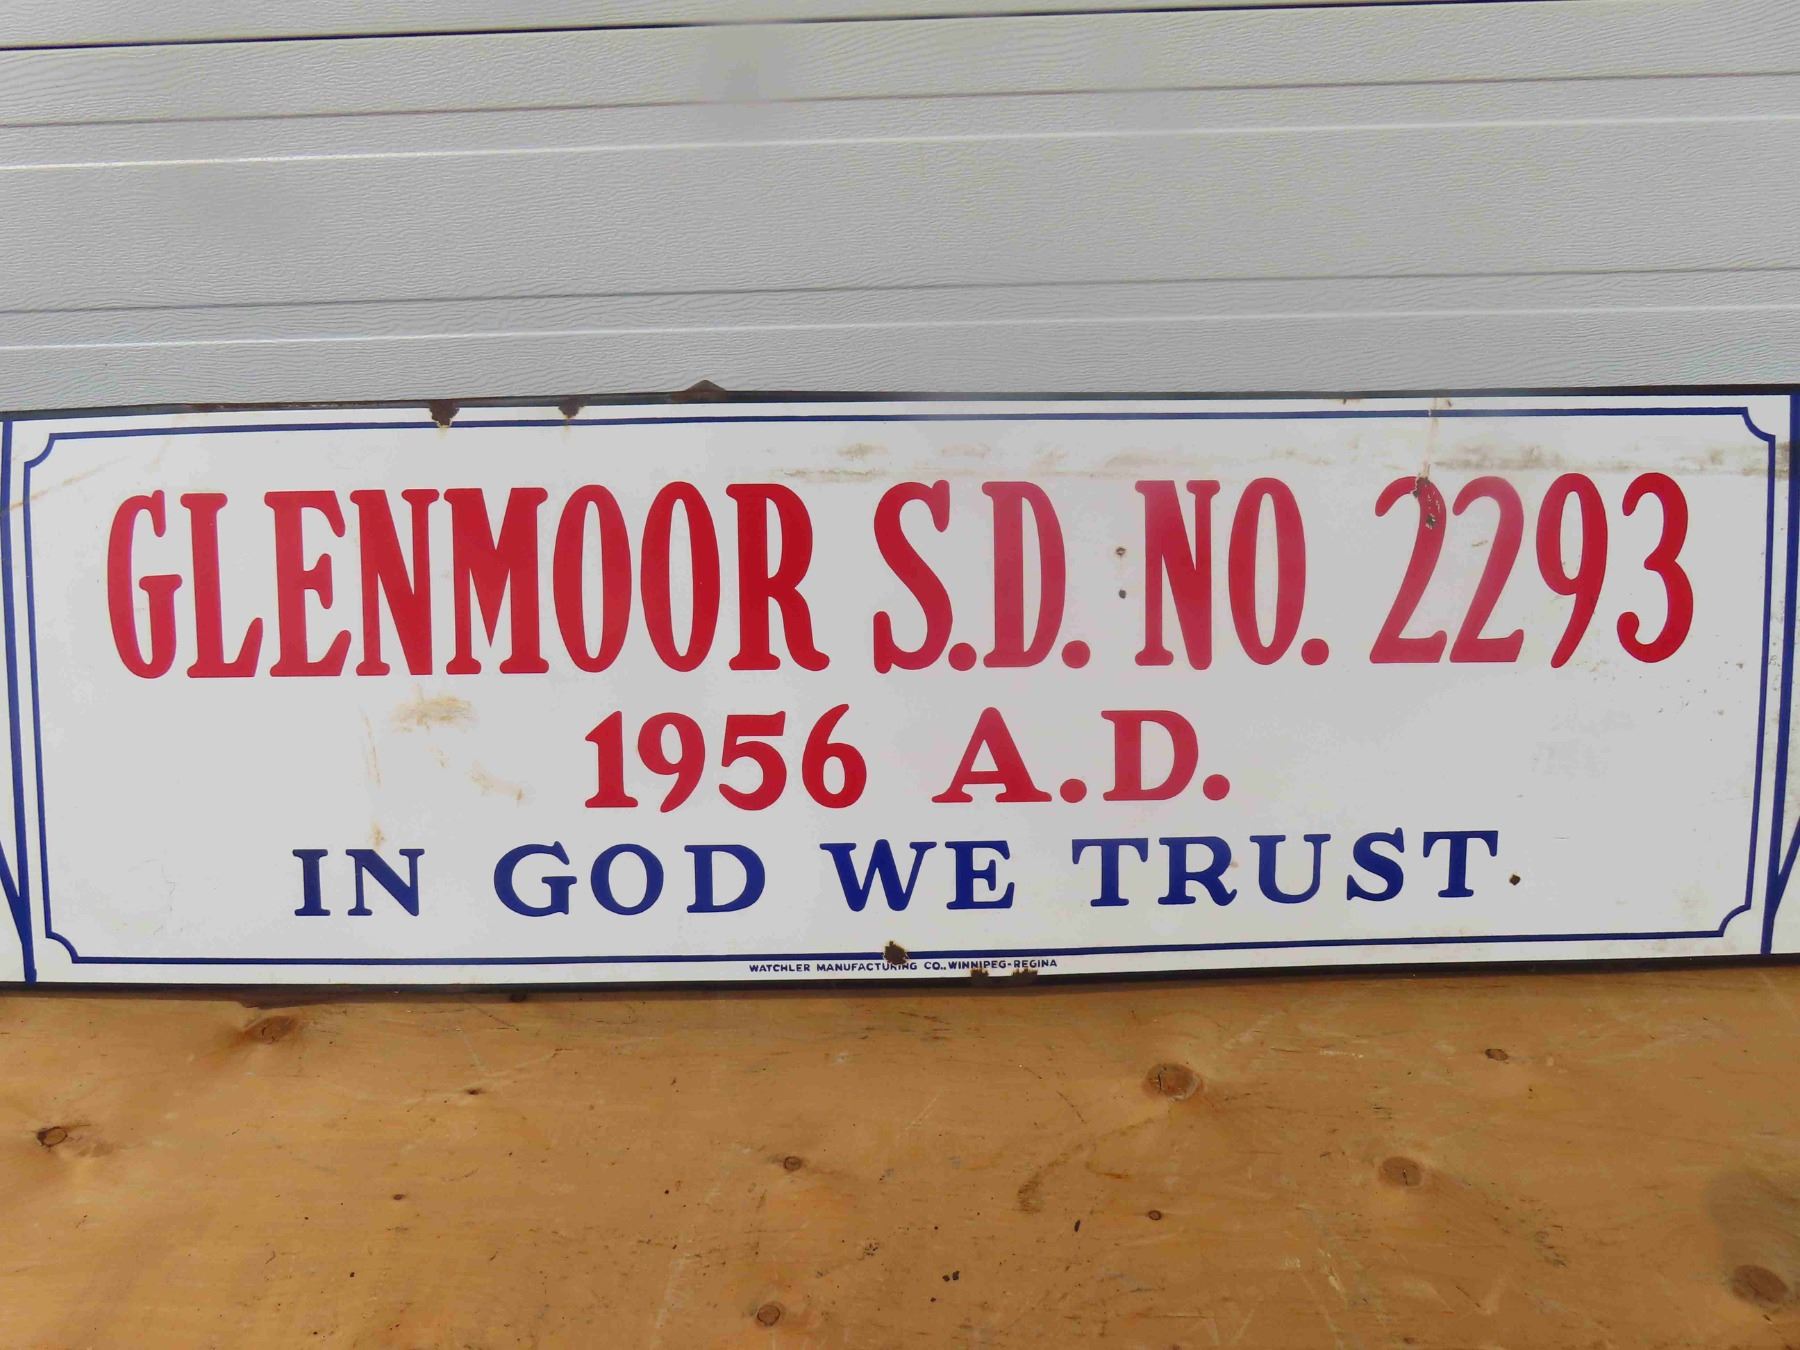 GLENMOOR S.D. NO. 2293
1956 A.D.
IN GOD WE TRUST
WATCHLER MANUFACTURING CO., WINNIPEG-REGINA